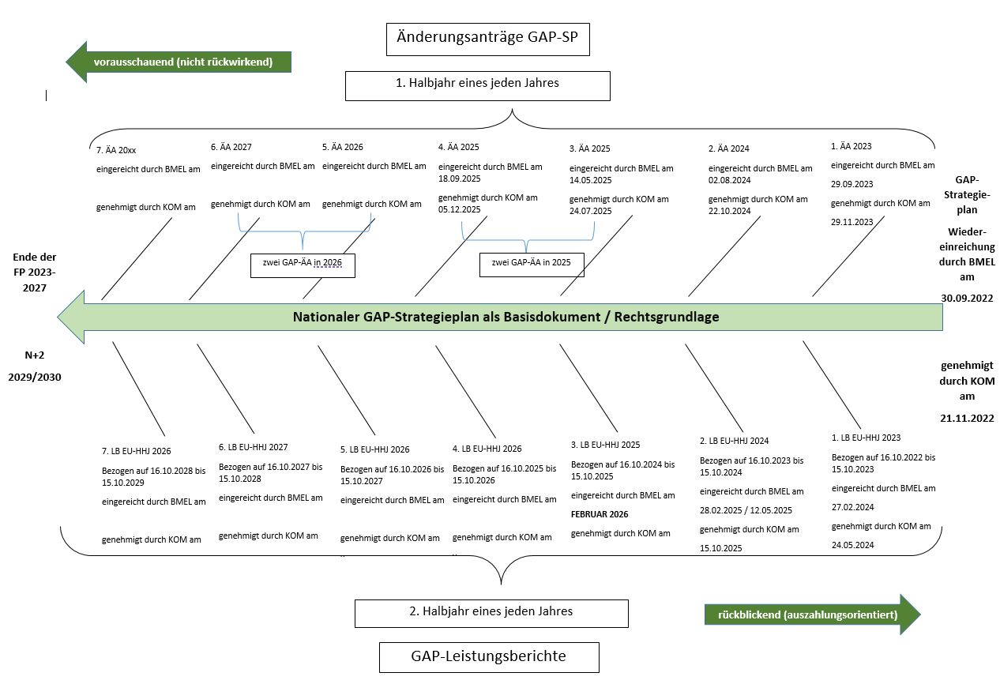 Änderungsanträge GAP-SP
vorausschauend (nicht rückwirkend)
1. Halbjahr eines jeden Jahres
7. ÄA 20xx
eingereicht durch BMEL am
genehmigt durch KOM am
6. ÄA 2027
eingereicht durch BMEL am
genehmigt durch KOM am
5. ÄA 2026
eingereicht durch BMEL am
genehmigt durch KOM am
4. ÄA 2025
eingereicht durch BMEL am
18.09.2025
genehmigt durch KOM am
05.12.2025
3. ÄA 2025
eingereicht durch BMEL am
14.05.2025
genehmigt durch KOM am
24.07.2025
2. ÄA 2024
eingereicht durch BMEL am
02.08.2024
genehmigt durch KOM am
22.10.2024
1. ÄA 2023
eingereicht durch BMEL am
29.09.2023
genehmigt durch KOM am
29.11.2023
zwei GAP-ÄA in 2026
zwei GAP-ÄA in 2025
GAP-
Strategie-
plan
Wieder-
einreichung
durch BMEL
am
30.09.2022
Ende der
FP 2023-
2027
Nationaler GAP-Strategieplan als Basisdokument / Rechtsgrundlage
N+2
2029/2030
genehmigt
durch KOM
am
21.11.2022
7. LB EU-HHJ 2026
Bezogen auf 16.10.2028 bis
15.10.2029
eingereicht durch BMEL am
genehmigt durch KOM am
6. LB EU-HHJ 2027
Bezogen auf 16.10.2027 bis
15.10.2028
eingereicht durch BMEL am
genehmigt durch KOM am
5. LB EU-HHJ 2026
Bezogen auf 16.10.2026 bis
15.10.2027
eingereicht durch BMEL am
genehmigt durch KOM am
4. LB EU-HHJ 2026
Bezogen auf 16.10.2025 bis
15.10.2026
eingereicht durch BMEL am
genehmigt durch KOM am
3. LB EU-HHJ 2025
Bezogen auf 16.10.2024 bis
15.10.2025
eingereicht durch BMEL am
FEBRUAR 2026
genehmigt durch KOM am
2. LB EU-HHJ 2024
Bezogen auf 16.10.2023 bis
15.10.2024
eingereicht durch BMEL am
28.02.2025 / 12.05.2025
genehmigt durch KOM am
15.10.2025
1. LB EU-HHJ 2023
Bezogen auf 16.10.2022 bis
15.10.2023
eingereicht durch BMEL am
27.02.2024
genehmigt durch KOM am
24.05.2024
2. Halbjahr eines jeden Jahres
rückblickend (auszahlungsorientiert)
GAP-Leistungsberichte